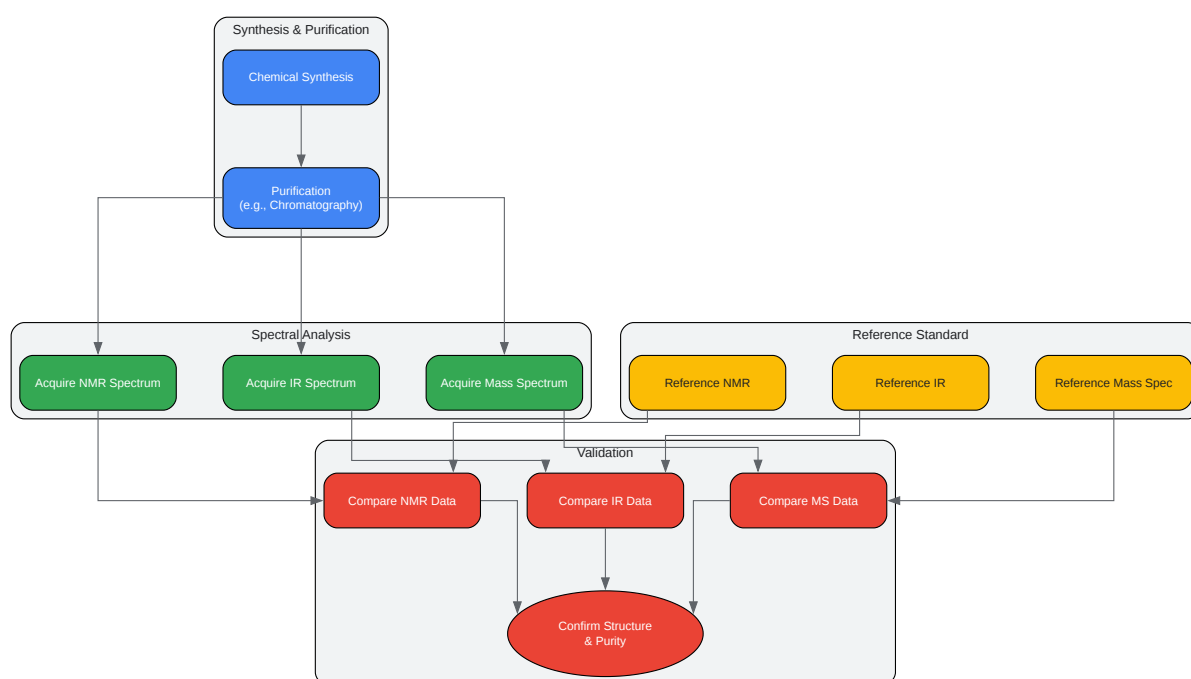 Synthesis & Purification
Chemical Synthesis
Purification
(e.g., Chromatography)
Spectral Analysis
Acquire NMR Spectrum
Acquire IR Spectrum
Acquire Mass Spectrum
Reference Standard
Reference NMR
Reference IR
Reference Mass Spec
Validation
Compare NMR Data
Compare IR Data
Compare MS Data
Confirm Structure
& Purity